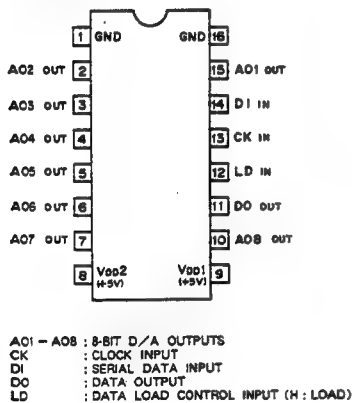 1 GND GND 16
AO2 OUT 2 15 AO1 OUT
AO3 OUT 3 14 DI IN
AO4 OUT 4 13 CK IN
AO5 OUT 5 12 LD IN
AO6 OUT 6 11 DO OUT
AO7 OUT 7 10 AO8 OUT
8 VDD2 VDD1 9
(+5V) (+5V)
AO1 - AO8 : 8-BIT D/A OUTPUTS
CK : CLOCK INPUT
DI : SERIAL DATA INPUT
DO : DATA OUTPUT
LD : DATA LOAD CONTROL INPUT (H : LOAD)